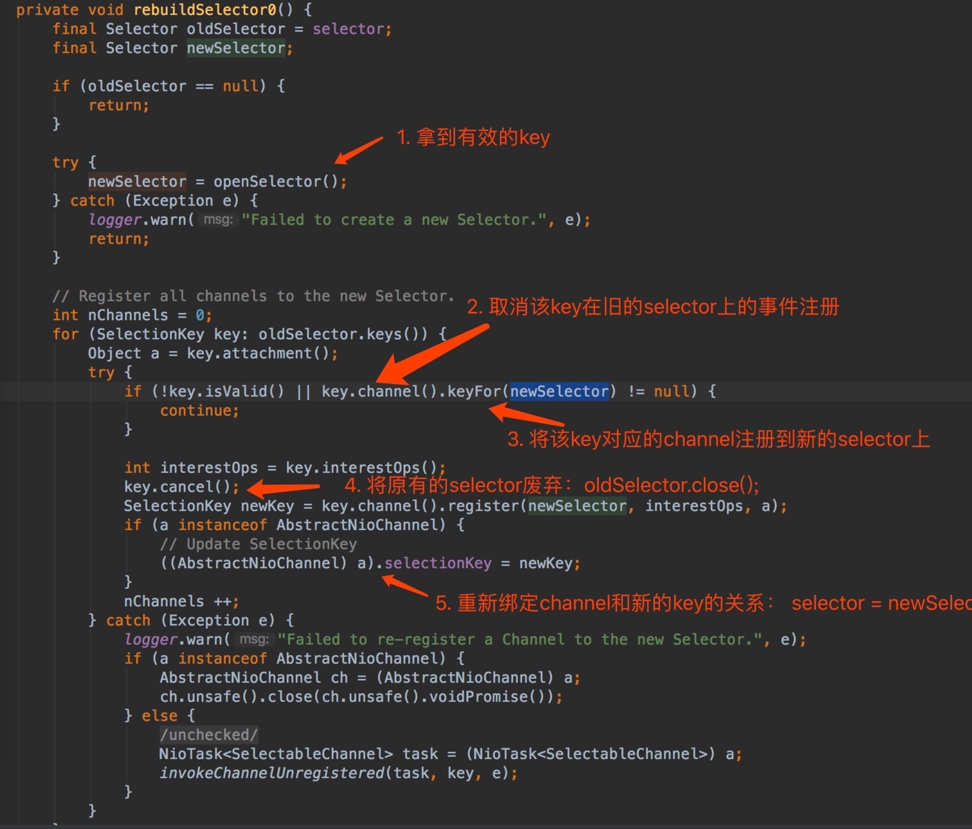 private void rebuildSelector0() {
final Selector oldSelector = selector;
final Selector newSelector;
if (oldSelector == null) {
return;
}
1. 拿到有效的key
try {
newSelector = openSelector();
} catch (Exception e) {
logger.warn( msg: "Failed to create a new Selector.", e);
return;
}
// Register all channels to the new Selector.
2. 取消该key在旧的selector上的事件注册
int nChannels = 0;
for (SelectionKey key: oldSelector.keys()) {
Object a = key.attachment();
try {
if (!key.isValid() || key.channel().keyFor(newSelector) != null) {
continue;
}
3. 将该key对应的channel注册到新的selector上
int interestOps = key.interestOps();
key.cancel();
4. 将原有的selector废弃：oldSelector.close();
SelectionKey newKey = key.channel().register(newSelector, interestOps, a);
if (a instanceof AbstractNioChannel) {
// Update SelectionKey
((AbstractNioChannel) a).selectionKey = newKey;
}
5. 重新绑定channel和新的key的关系： selector = newSelec
nChannels ++;
} catch (Exception e) {
logger.warn( msg: "Failed to re-register a Channel to the new Selector.", e);
if (a instanceof AbstractNioChannel) {
AbstractNioChannel ch = (AbstractNioChannel) a;
ch.unsafe().close(ch.unsafe().voidPromise());
} else {
/unchecked/
NioTask<SelectableChannel> task = (NioTask<SelectableChannel>) a;
invokeChannelUnregistered(task, key, e);
}
}